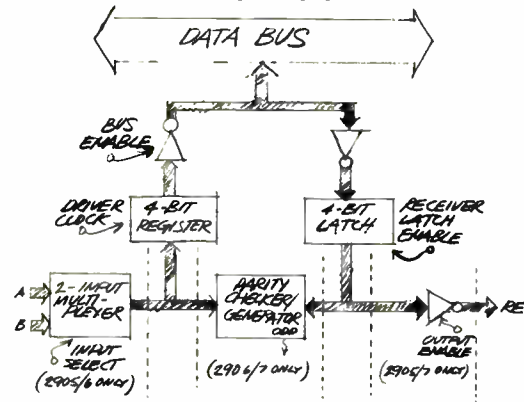 DATA BUS
BUS
ENABLE
DRIVER
CLOCK
4-BIT
REGISTER
4-BIT
LATCH
RECEIVER
LATCH
ENABLE
A
B
2-INPUT
MULTI-
PLEXER
PARITY
CHECKER/
GENERATOR
ODD
RE
INPUT
SELECT
(2905/6 ONLY)
(2906/7 ONLY)
OUTPUT
ENABLE
(2905/7 ONLY)